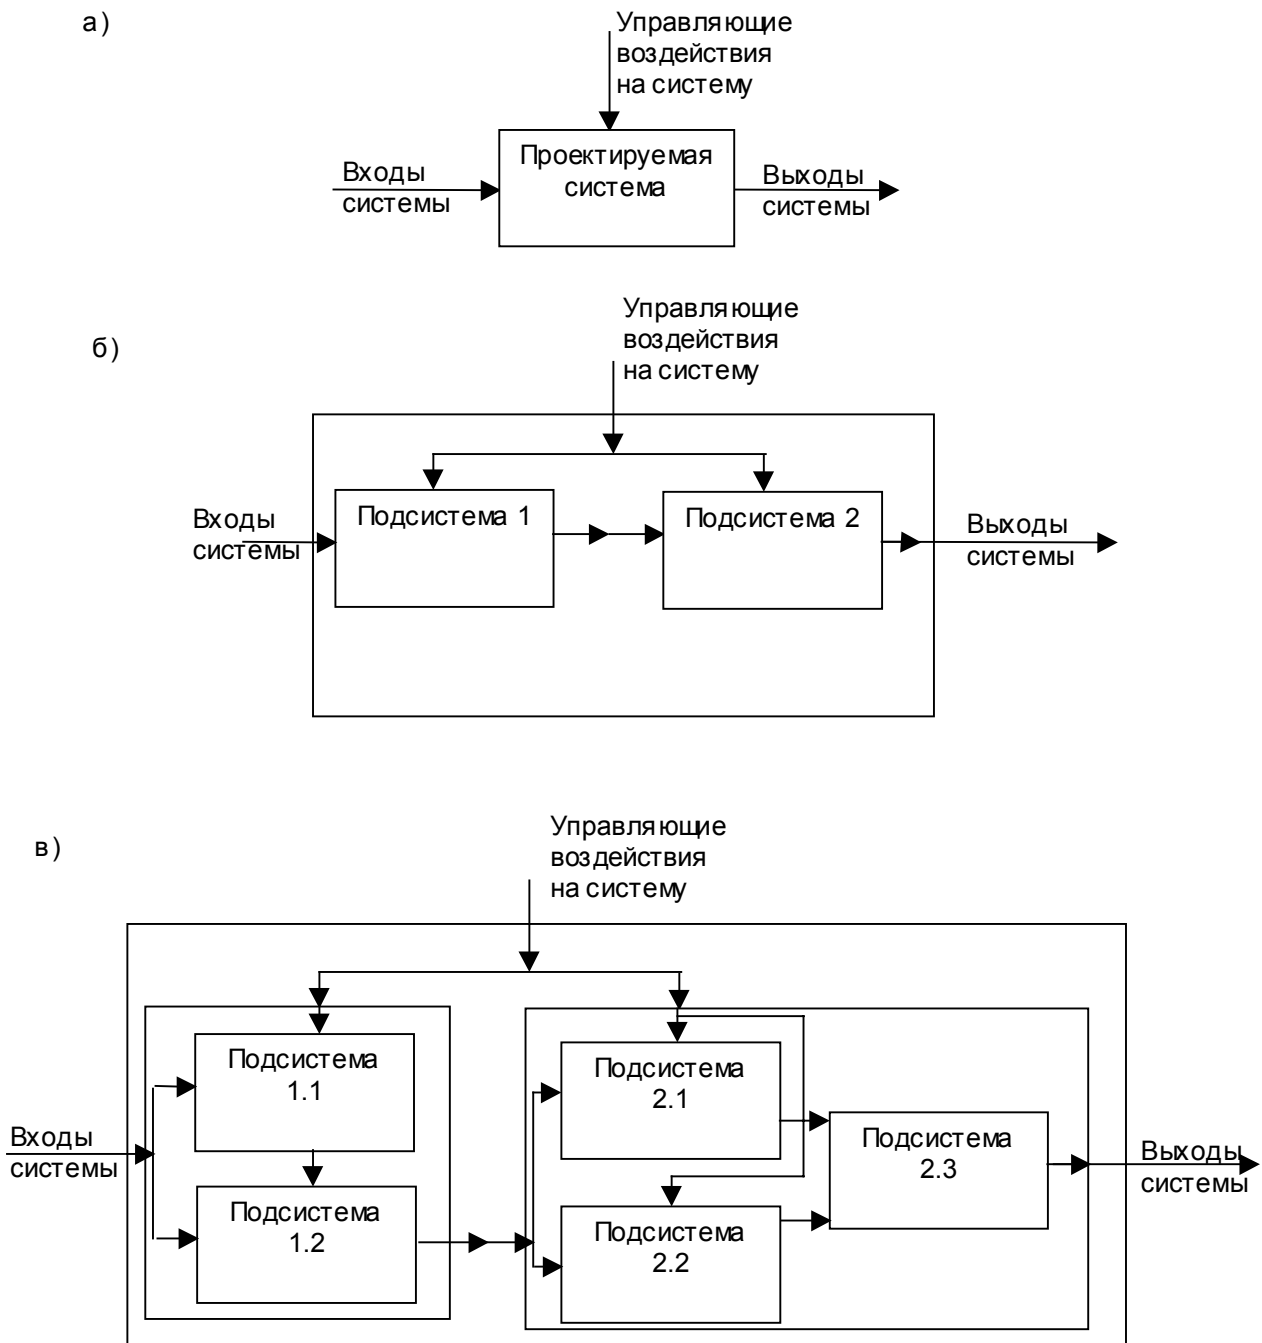 а)
Управляющие
воздействия
на систему
Проектируемая
система
Входы
системы
Выходы
системы
б)
Управляющие
воздействия
на систему
Входы
системы
Подсистема 1
Подсистема 2
Выходы
системы
в)
Управляющие
воздействия
на систему
Подсистема
1.1
Подсистема
2.1
Входы
системы
Подсистема
2.3
Выходы
системы
Подсистема
1.2
Подсистема
2.2